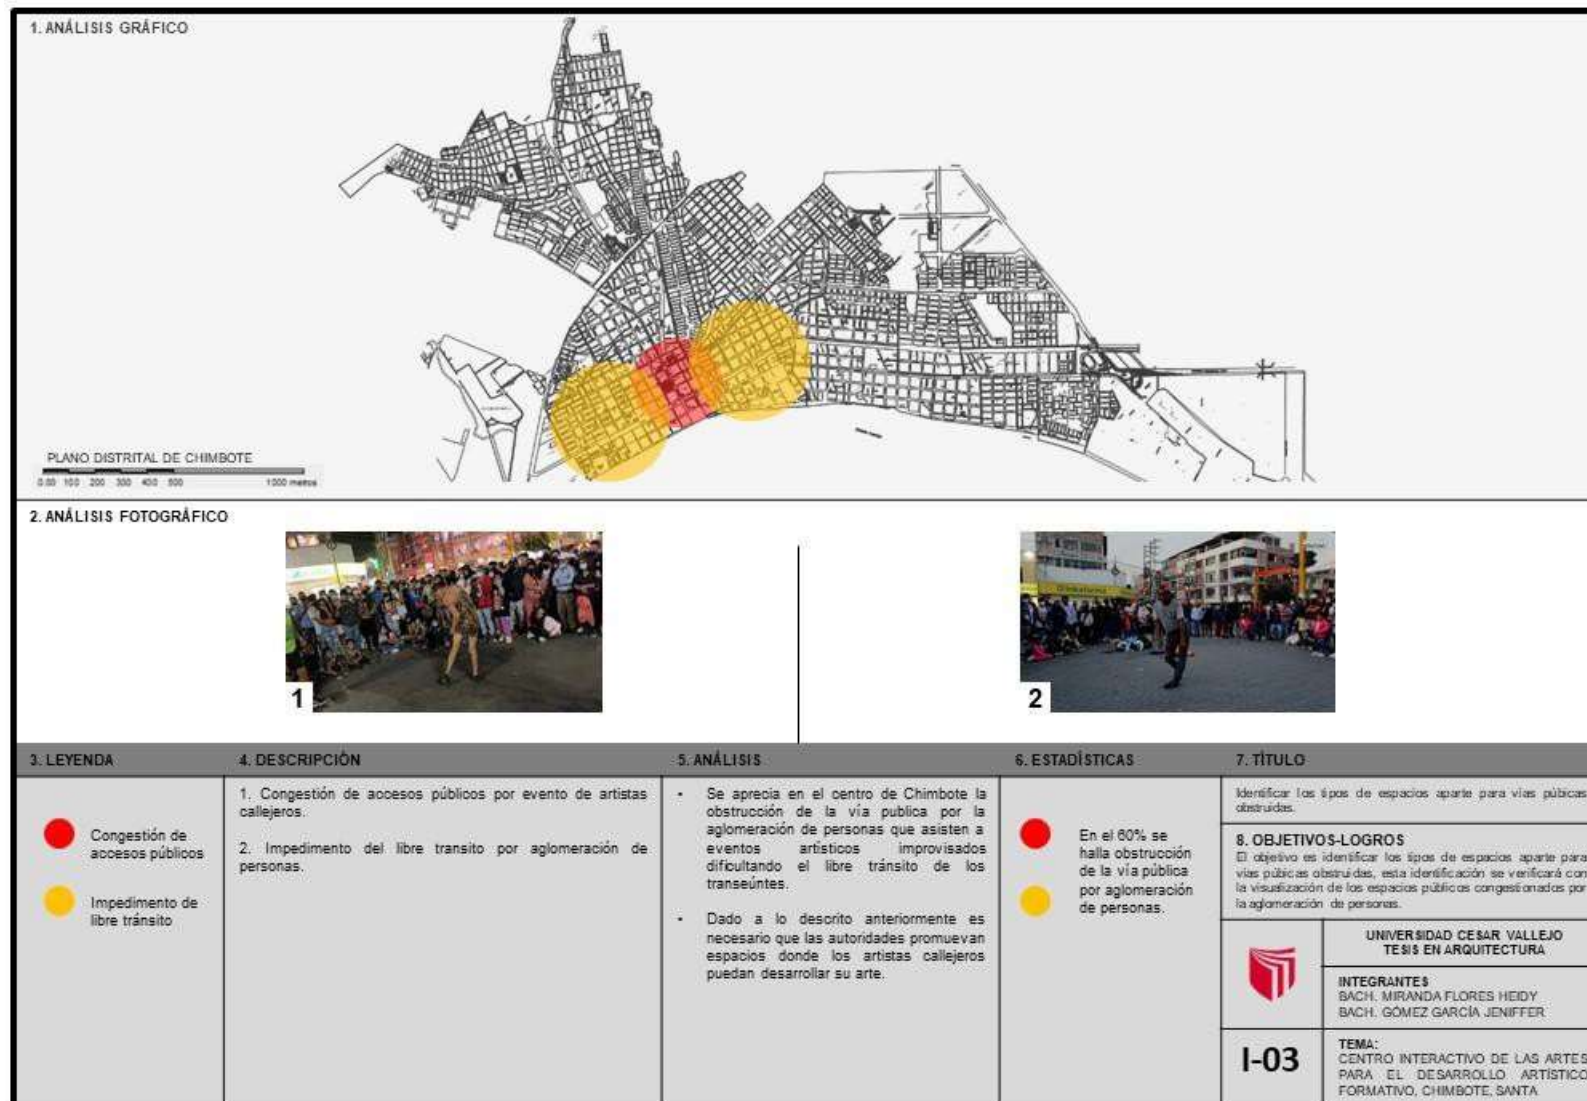 1. ANÁLISIS GRÁFICO
PLANO DISTRITAL DE CHIMBOTE
0.00 100 200 300 400 500 1000 metros
2. ANÁLISIS FOTOGRÁFICO
1
2
3. LEYENDA
Congestión de
accesos públicos
Impedimento de
libre tránsito
4. DESCRIPCIÓN
1. Congestión de accesos públicos por evento de artistas
callejeros.
2. Impedimento del libre transito por aglomeración de
personas.
5. ANÁLISIS
- Se aprecia en el centro de Chimbote la
obstrucción de la vía publica por la
aglomeración de personas que asisten a
eventos artísticos improvisados
dificultando el libre tránsito de los
transeúntes.
- Dado a lo descrito anteriormente es
necesario que las autoridades promuevan
espacios donde los artistas callejeros
puedan desarrollar su arte.
6. ESTADÍSTICAS
En el 60% se
halla obstrucción
de la vía pública
por aglomeración
de personas.
7. TÍTULO
Identificar los tipos de espacios aparte para vías púbicas
obstruidas.
8. OBJETIVOS-LOGROS
El objetivo es identificar los tipos de espacios aparte para
vías púbicas obstruidas, esta identificación se verificará con
la visualización de los espacios públicos congestionados por
la aglomeración de personas.
UNIVERSIDAD CESAR VALLEJO
TESIS EN ARQUITECTURA
INTEGRANTES
BACH. MIRANDA FLORES HEIDY
BACH. GÓMEZ GARCÍA JENIFFER
I-03
TEMA:
CENTRO INTERACTIVO DE LAS ARTES
PARA EL DESARROLLO ARTÍSTICO
FORMATIVO, CHIMBOTE, SANTA